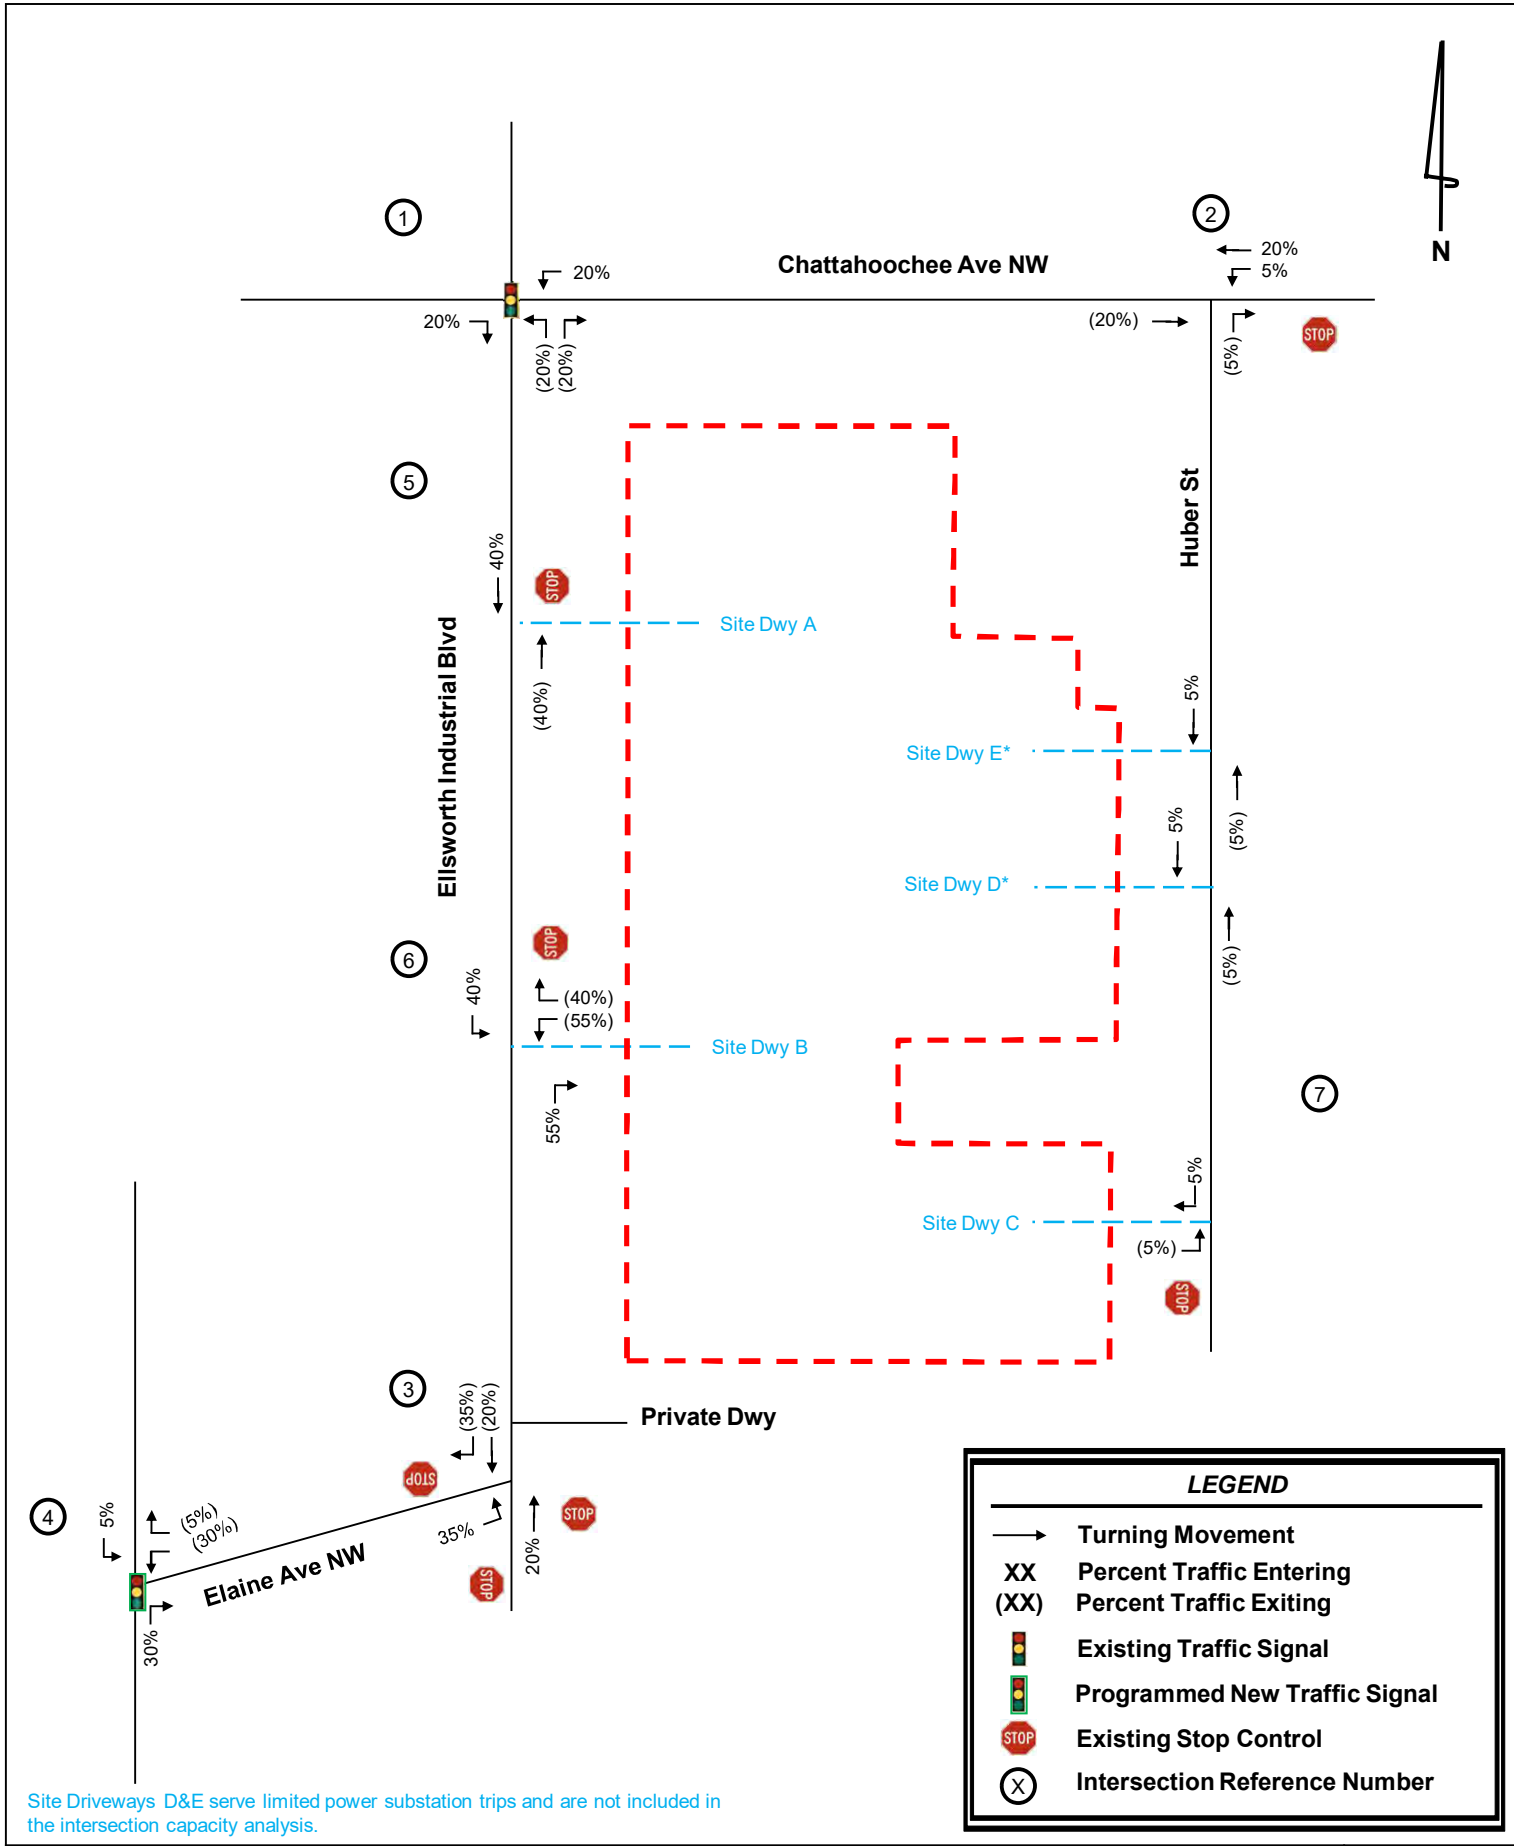 1
2
N
Chattahoochee Ave NW
20%
20%
5%
20%
(20%)
(20%)
(20%)
(5%)
STOP
5
Huber St
40%
STOP
Site Dwy A
Ellsworth Industrial Blvd
(40%)
5%
Site Dwy E*
5%
(5%)
Site Dwy D*
6
STOP
40%
(40%)
(55%)
(5%)
Site Dwy B
55%
7
5%
Site Dwy C
(5%)
STOP
3
(35%)
(20%)
Private Dwy
STOP
4
5%
(5%)
(30%)
35%
20%
STOP
STOP
Elaine Ave NW
30%
LEGEND
Turning Movement
XX Percent Traffic Entering
(XX) Percent Traffic Exiting
Existing Traffic Signal
Programmed New Traffic Signal
STOP Existing Stop Control
X Intersection Reference Number
Site Driveways D&E serve limited power substation trips and are not included in
the intersection capacity analysis.